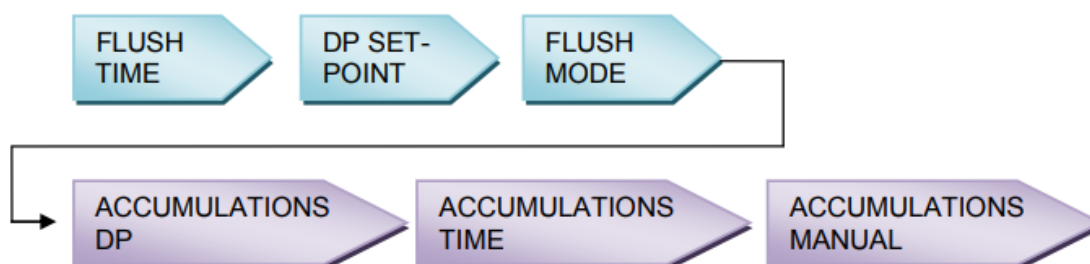 FLUSH
TIME
DP SET-
POINT
FLUSH
MODE
ACCUMULATIONS
DP
ACCUMULATIONS
TIME
ACCUMULATIONS
MANUAL